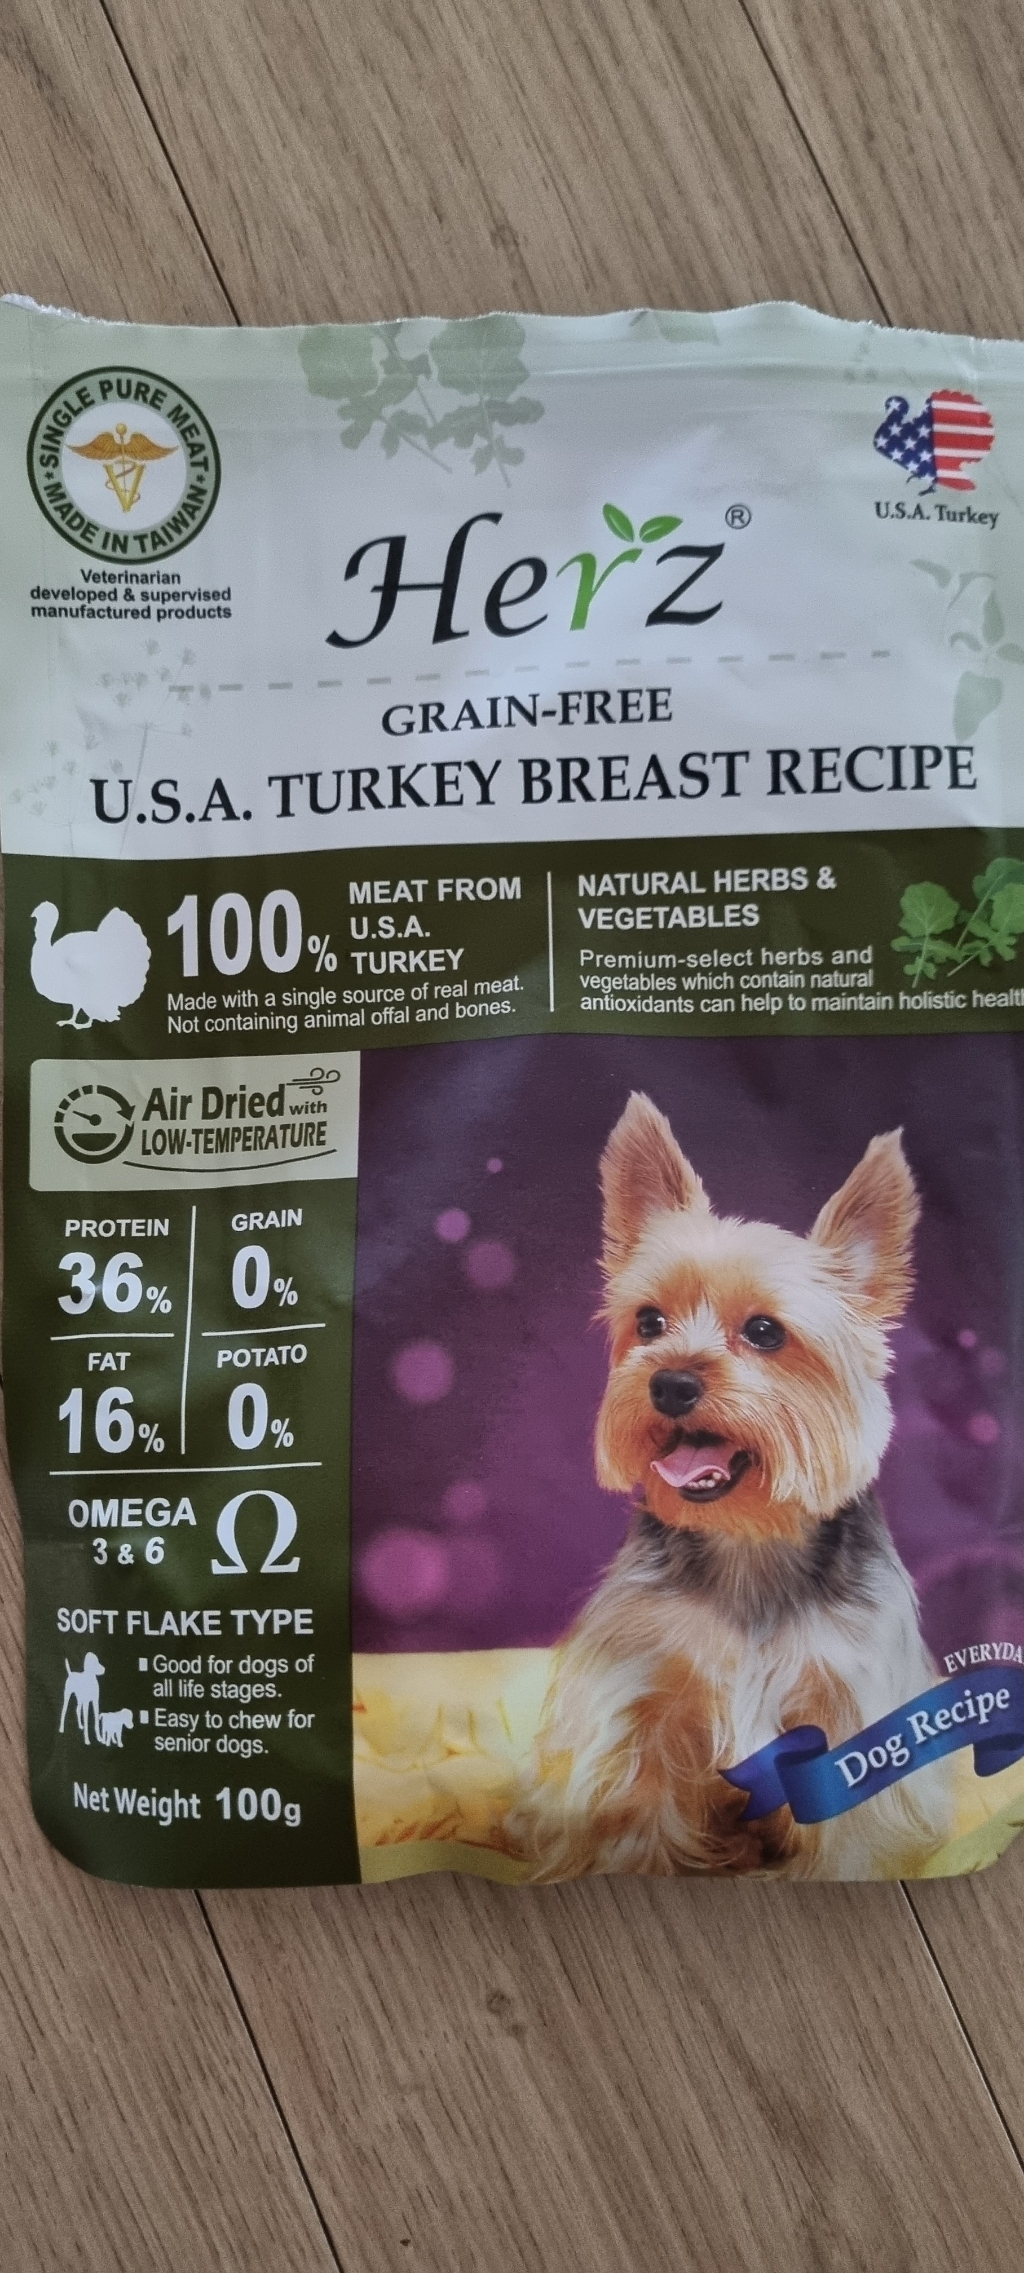 SINGLE PURE MEAT
MADE IN TAIWAN
Veterinarian
developed & supervised
manufactured products
U.S.A. Turkey
Herz®
GRAIN-FREE
U.S.A. TURKEY BREAST RECIPE
100%
MEAT FROM
U.S.A.
TURKEY
Made with a single source of real meat.
Not containing animal offal and bones.
NATURAL HERBS &
VEGETABLES
Premium-select herbs and
vegetables which contain natural
antioxidants can help to maintain holistic healt
Air Dried with
LOW-TEMPERATURE
PROTEIN
36%
GRAIN
0%
FAT
16%
POTATO
0%
OMEGA
3 & 6
Ω
SOFT FLAKE TYPE
Good for dogs of
all life stages.
Easy to chew for
senior dogs.
Net Weight 100g
EVERYDA
Dog Recipe